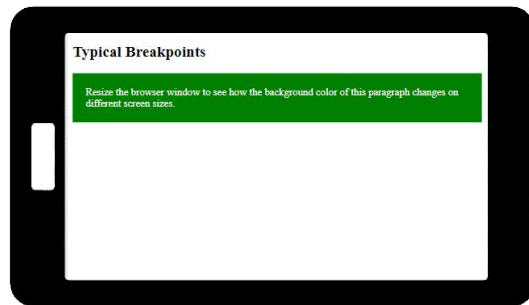 Typical Breakpoints
Resize the browser window to see how the background color of this paragraph changes on
different screen sizes.